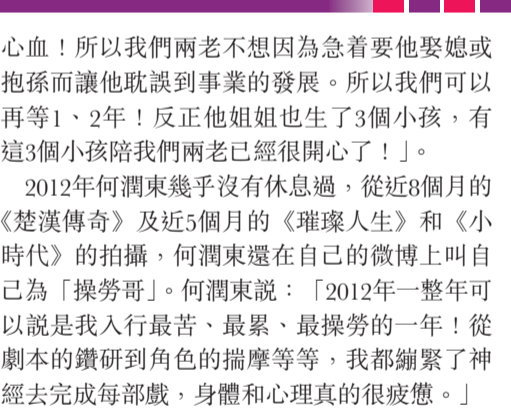 心血！所以我們兩老不想因為急着要他娶媳或
抱孫而讓他耽誤到事業的發展。所以我們可以
再等1、2年！反正他姐姐也生了3個小孩，有
這3個小孩陪我們兩老已經很開心了！」。
2012年何潤東幾乎沒有休息過，從近8個月的
《楚漢傳奇》及近5個月的《璀璨人生》和《小
時代》的拍攝，何潤東還在自己的微博上叫自
己為「操勞哥」。何潤東説：「2012年一整年可
以説是我入行最苦、最累、最操勞的一年！從
劇本的鑽研到角色的揣摩等等，我都繃緊了神
經去完成每部戲，身體和心理真的很疲憊。」